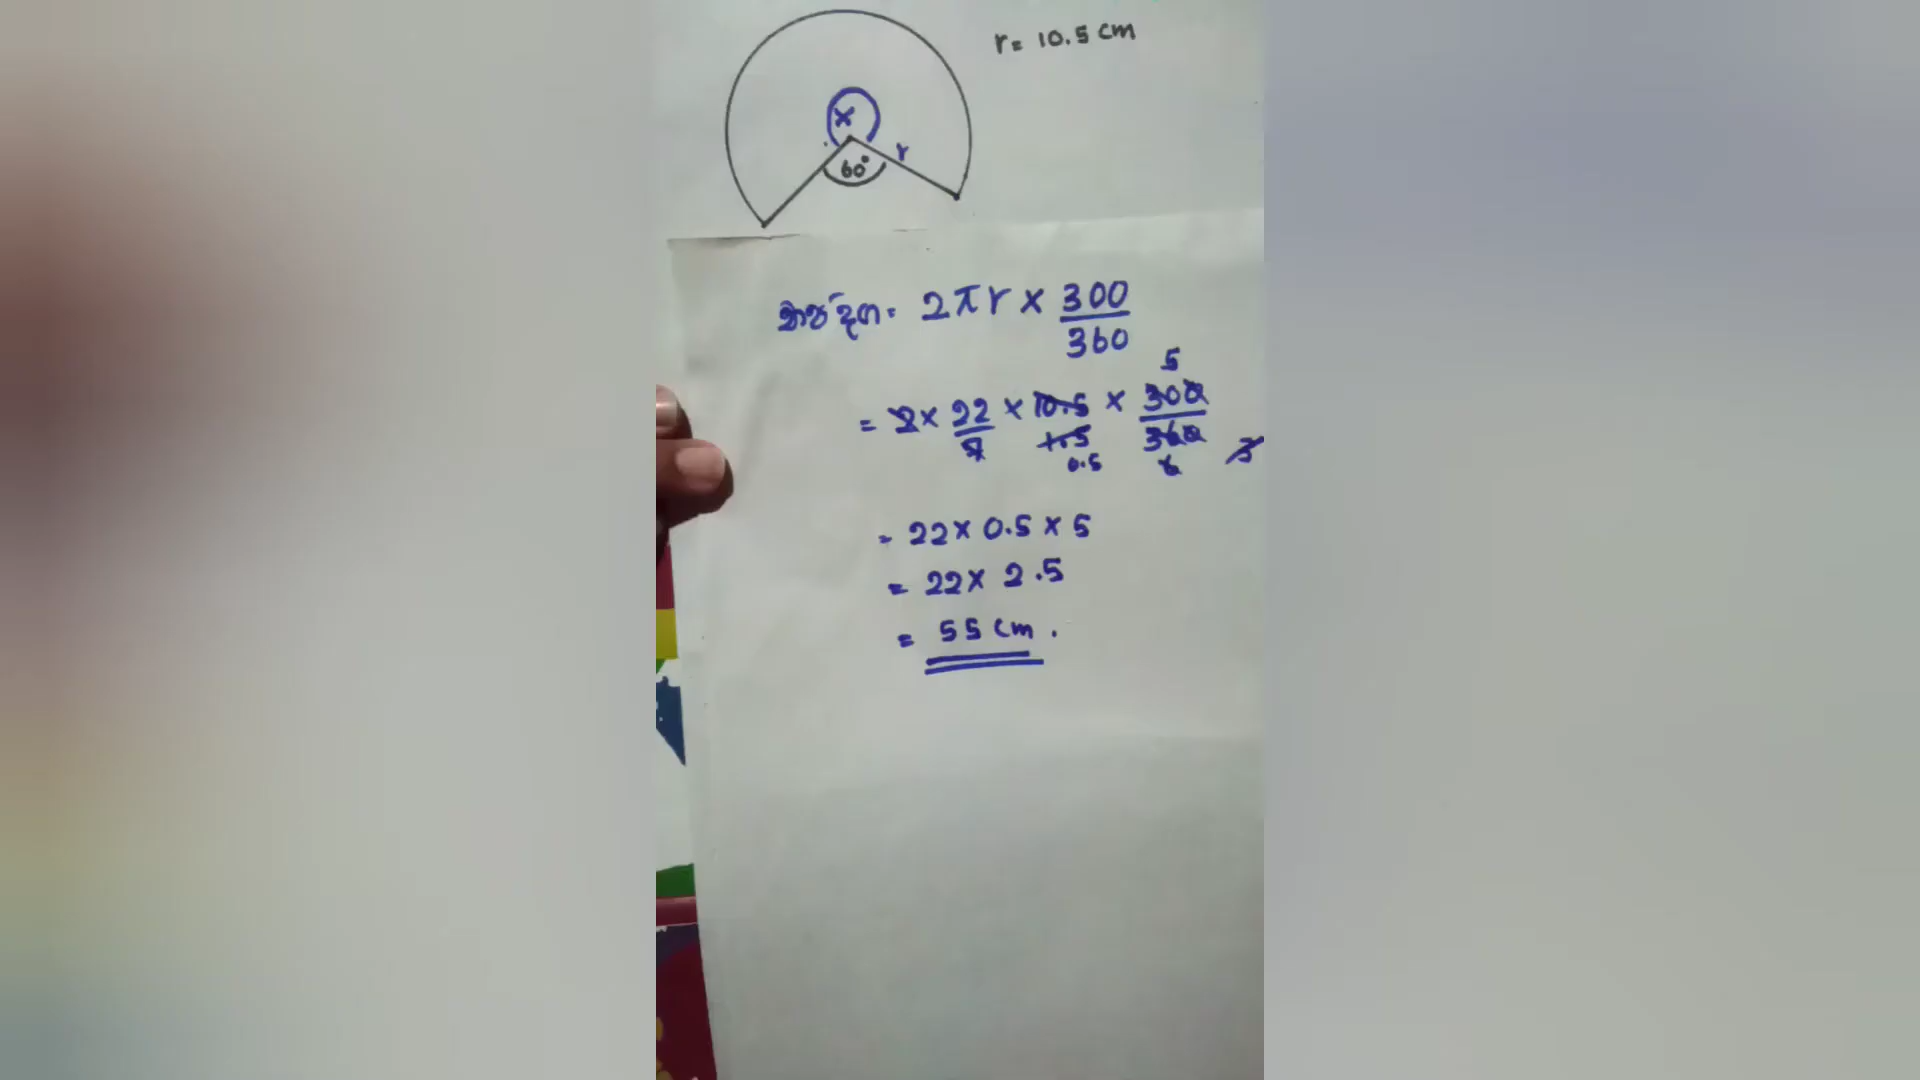 r= 10.5 cm
x
r
60°
චාප දිග = 2πr × 300/360
= 2 × 22/7 × 10.5 × 300/360
5
1.5
0.5
6
3
= 22 × 0.5 × 5
= 22 × 2.5
= 55 cm.